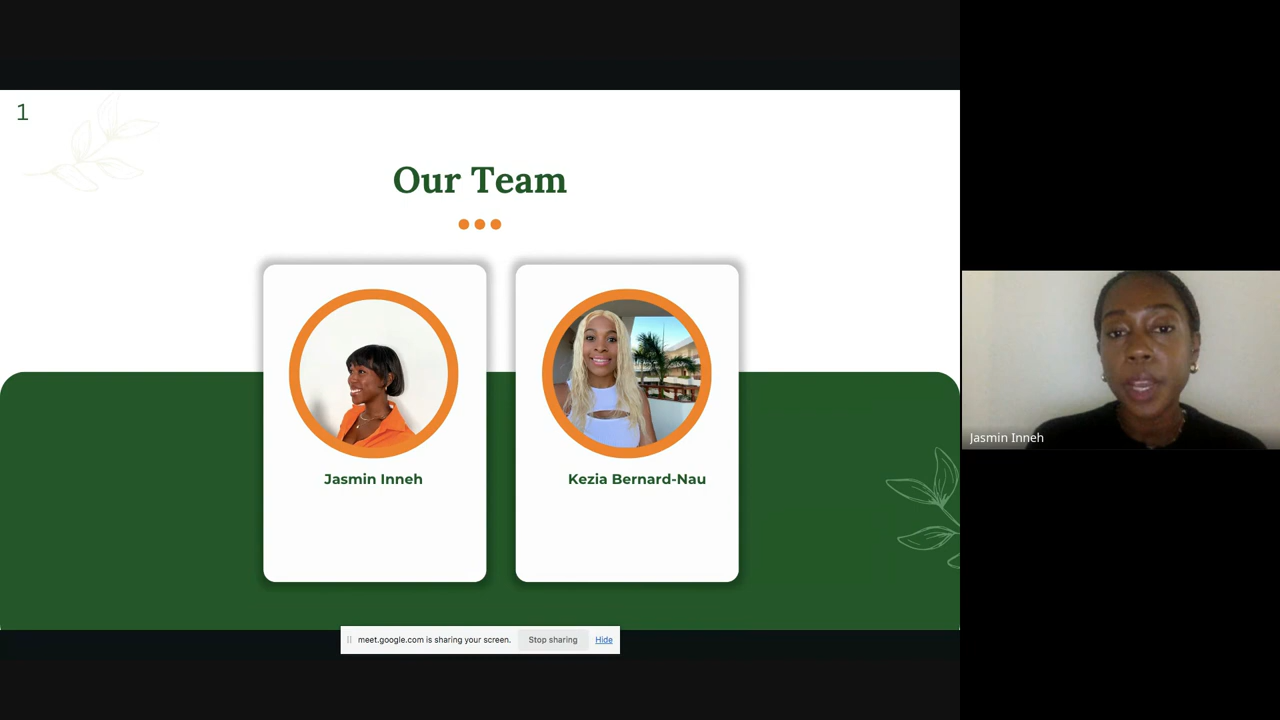 1
Our Team
Jasmin Inneh
Kezia Bernard-Nau
Jasmin Inneh
meet.google.com is sharing your screen.
Stop sharing
Hide